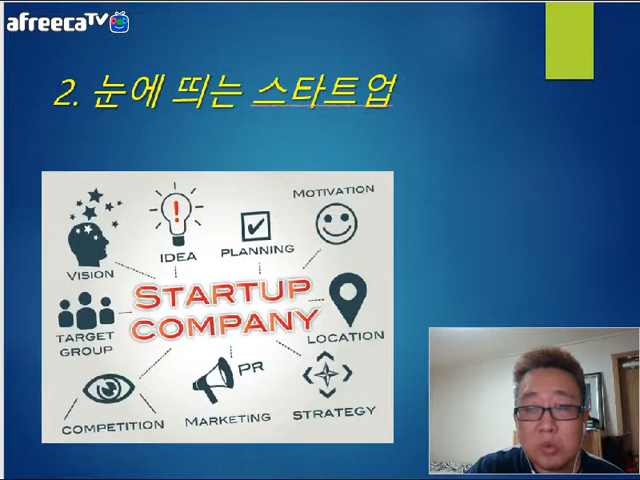 afreecaTV
2. 눈에 띄는 스타트업
MOTIVATION
IDEA
PLANNING
VISION
STARTUP
COMPANY
TARGET
GROUP
LOCATION
PR
COMPETITION
MARKETING
STRATEGY